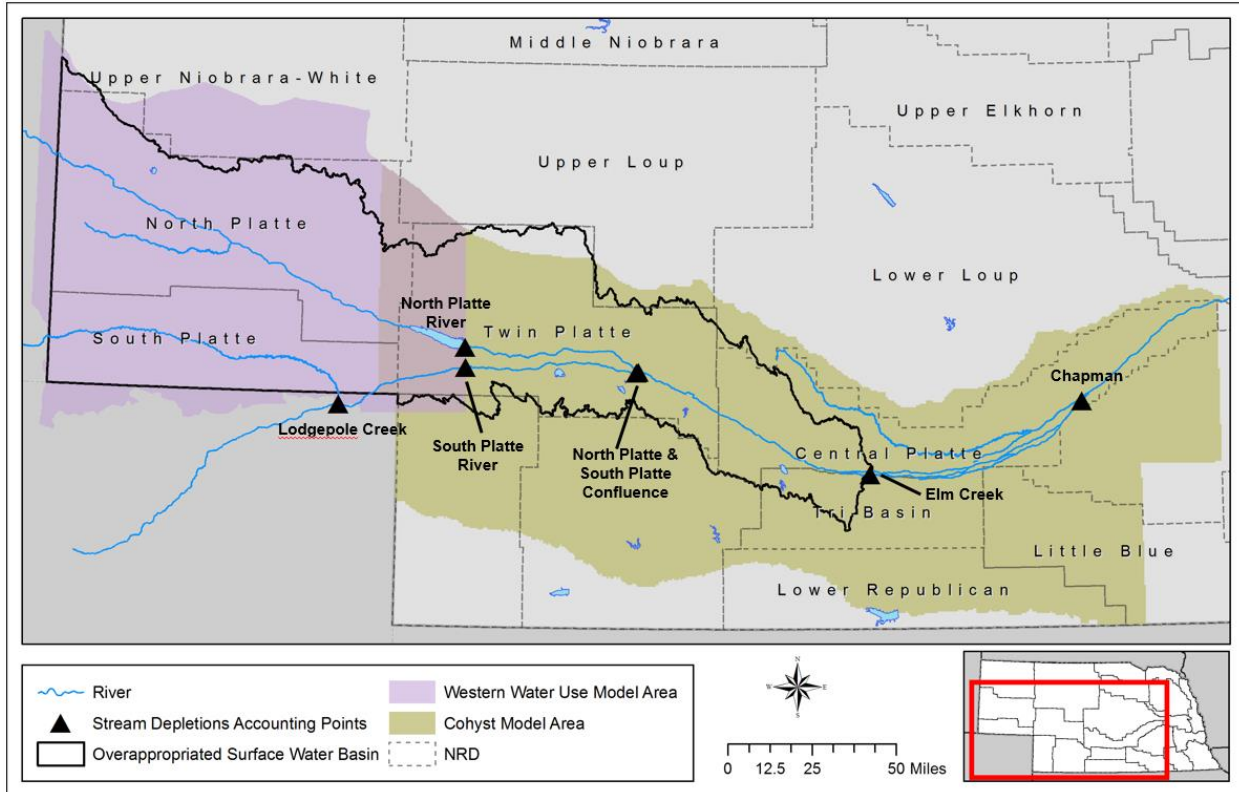 Middle Niobrara
Upper Niobrara-White
Upper Elkhorn
Upper Loup
North Platte
Lower Loup
North Platte
River
Twin Platte
South Platte
Chapman
Lodgepole Creek
South Platte
River
North Platte &
South Platte
Confluence
Central Platte
Elm Creek
Tri Basin
Little Blue
Lower Republican
River
Stream Depletions Accounting Points
Overappropriated Surface Water Basin
Western Water Use Model Area
Cohyst Model Area
NRD
N
W E
S
0 12.5 25 50 Miles